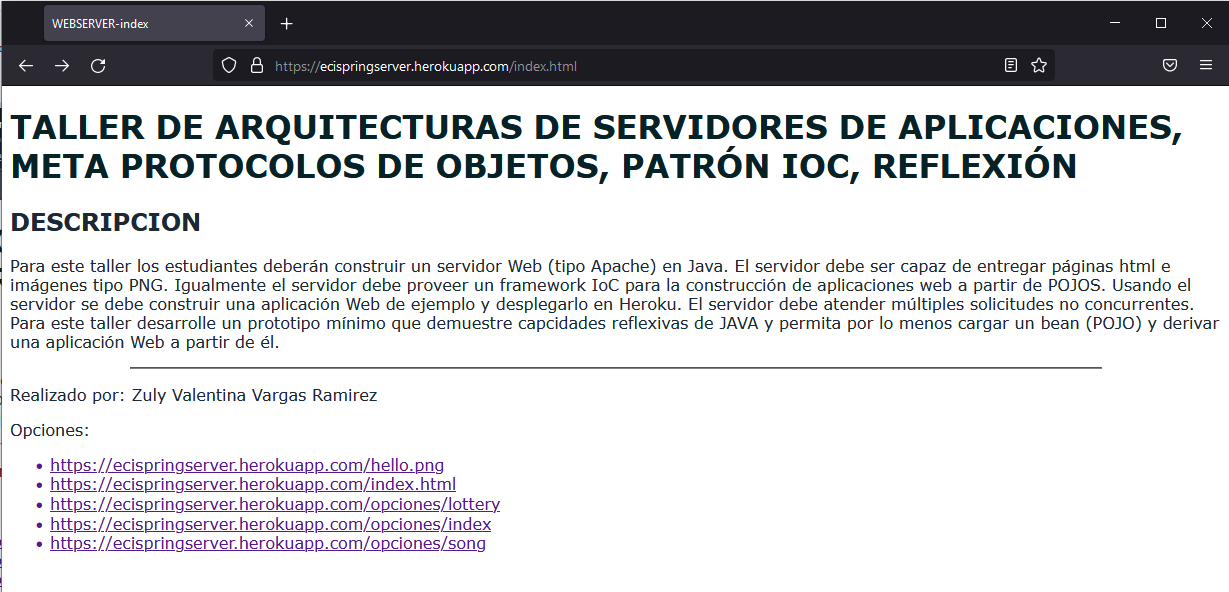 WEBSERVER-index
https://ecispringserver.herokuapp.com/index.html
TALLER DE ARQUITECTURAS DE SERVIDORES DE APLICACIONES,
META PROTOCOLOS DE OBJETOS, PATRÓN IOC, REFLEXIÓN
DESCRIPCION
Para este taller los estudiantes deberán construir un servidor Web (tipo Apache) en Java. El servidor debe ser capaz de entregar páginas html e
imágenes tipo PNG. Igualmente el servidor debe proveer un framework IoC para la construcción de aplicaciones web a partir de POJOS. Usando el
servidor se debe construir una aplicación Web de ejemplo y desplegarlo en Heroku. El servidor debe atender múltiples solicitudes no concurrentes.
Para este taller desarrolle un prototipo mínimo que demuestre capcidades reflexivas de JAVA y permita por lo menos cargar un bean (POJO) y derivar
una aplicación Web a partir de él.
Realizado por: Zuly Valentina Vargas Ramirez
Opciones:
• https://ecispringserver.herokuapp.com/hello.png
• https://ecispringserver.herokuapp.com/index.html
• https://ecispringserver.herokuapp.com/opciones/lottery
• https://ecispringserver.herokuapp.com/opciones/index
• https://ecispringserver.herokuapp.com/opciones/song